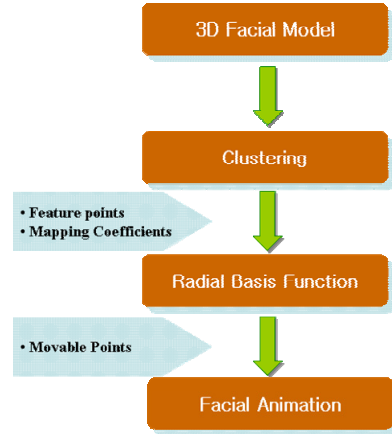 3D Facial Model
Clustering
• Feature points
• Mapping Coefficients
Radial Basis Function
• Movable Points
Facial Animation